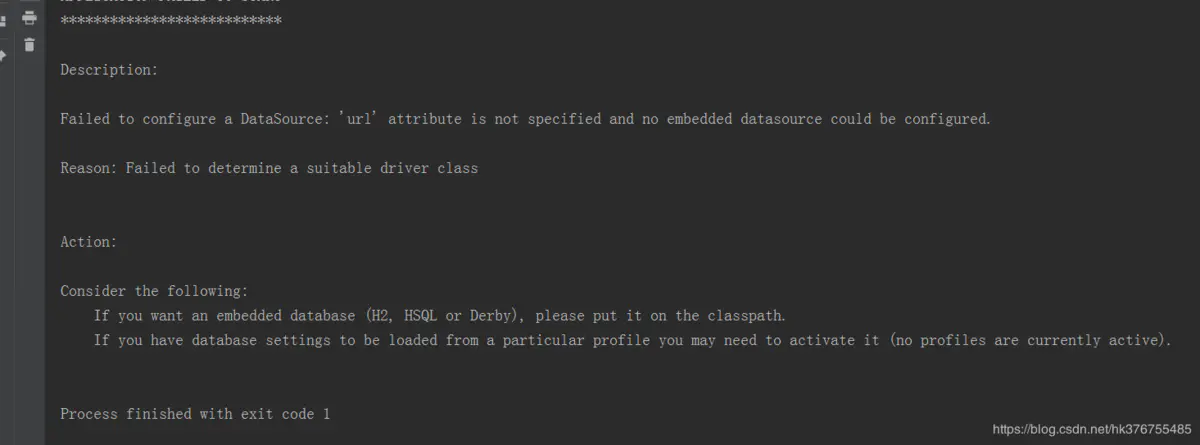 ***************************
Description:
Failed to configure a DataSource: 'url' attribute is not specified and no embedded datasource could be configured.
Reason: Failed to determine a suitable driver class
Action:
Consider the following:
If you want an embedded database (H2, HSQL or Derby), please put it on the classpath.
If you have database settings to be loaded from a particular profile you may need to activate it (no profiles are currently active).
Process finished with exit code 1
https://blog.csdn.net/hk376755485